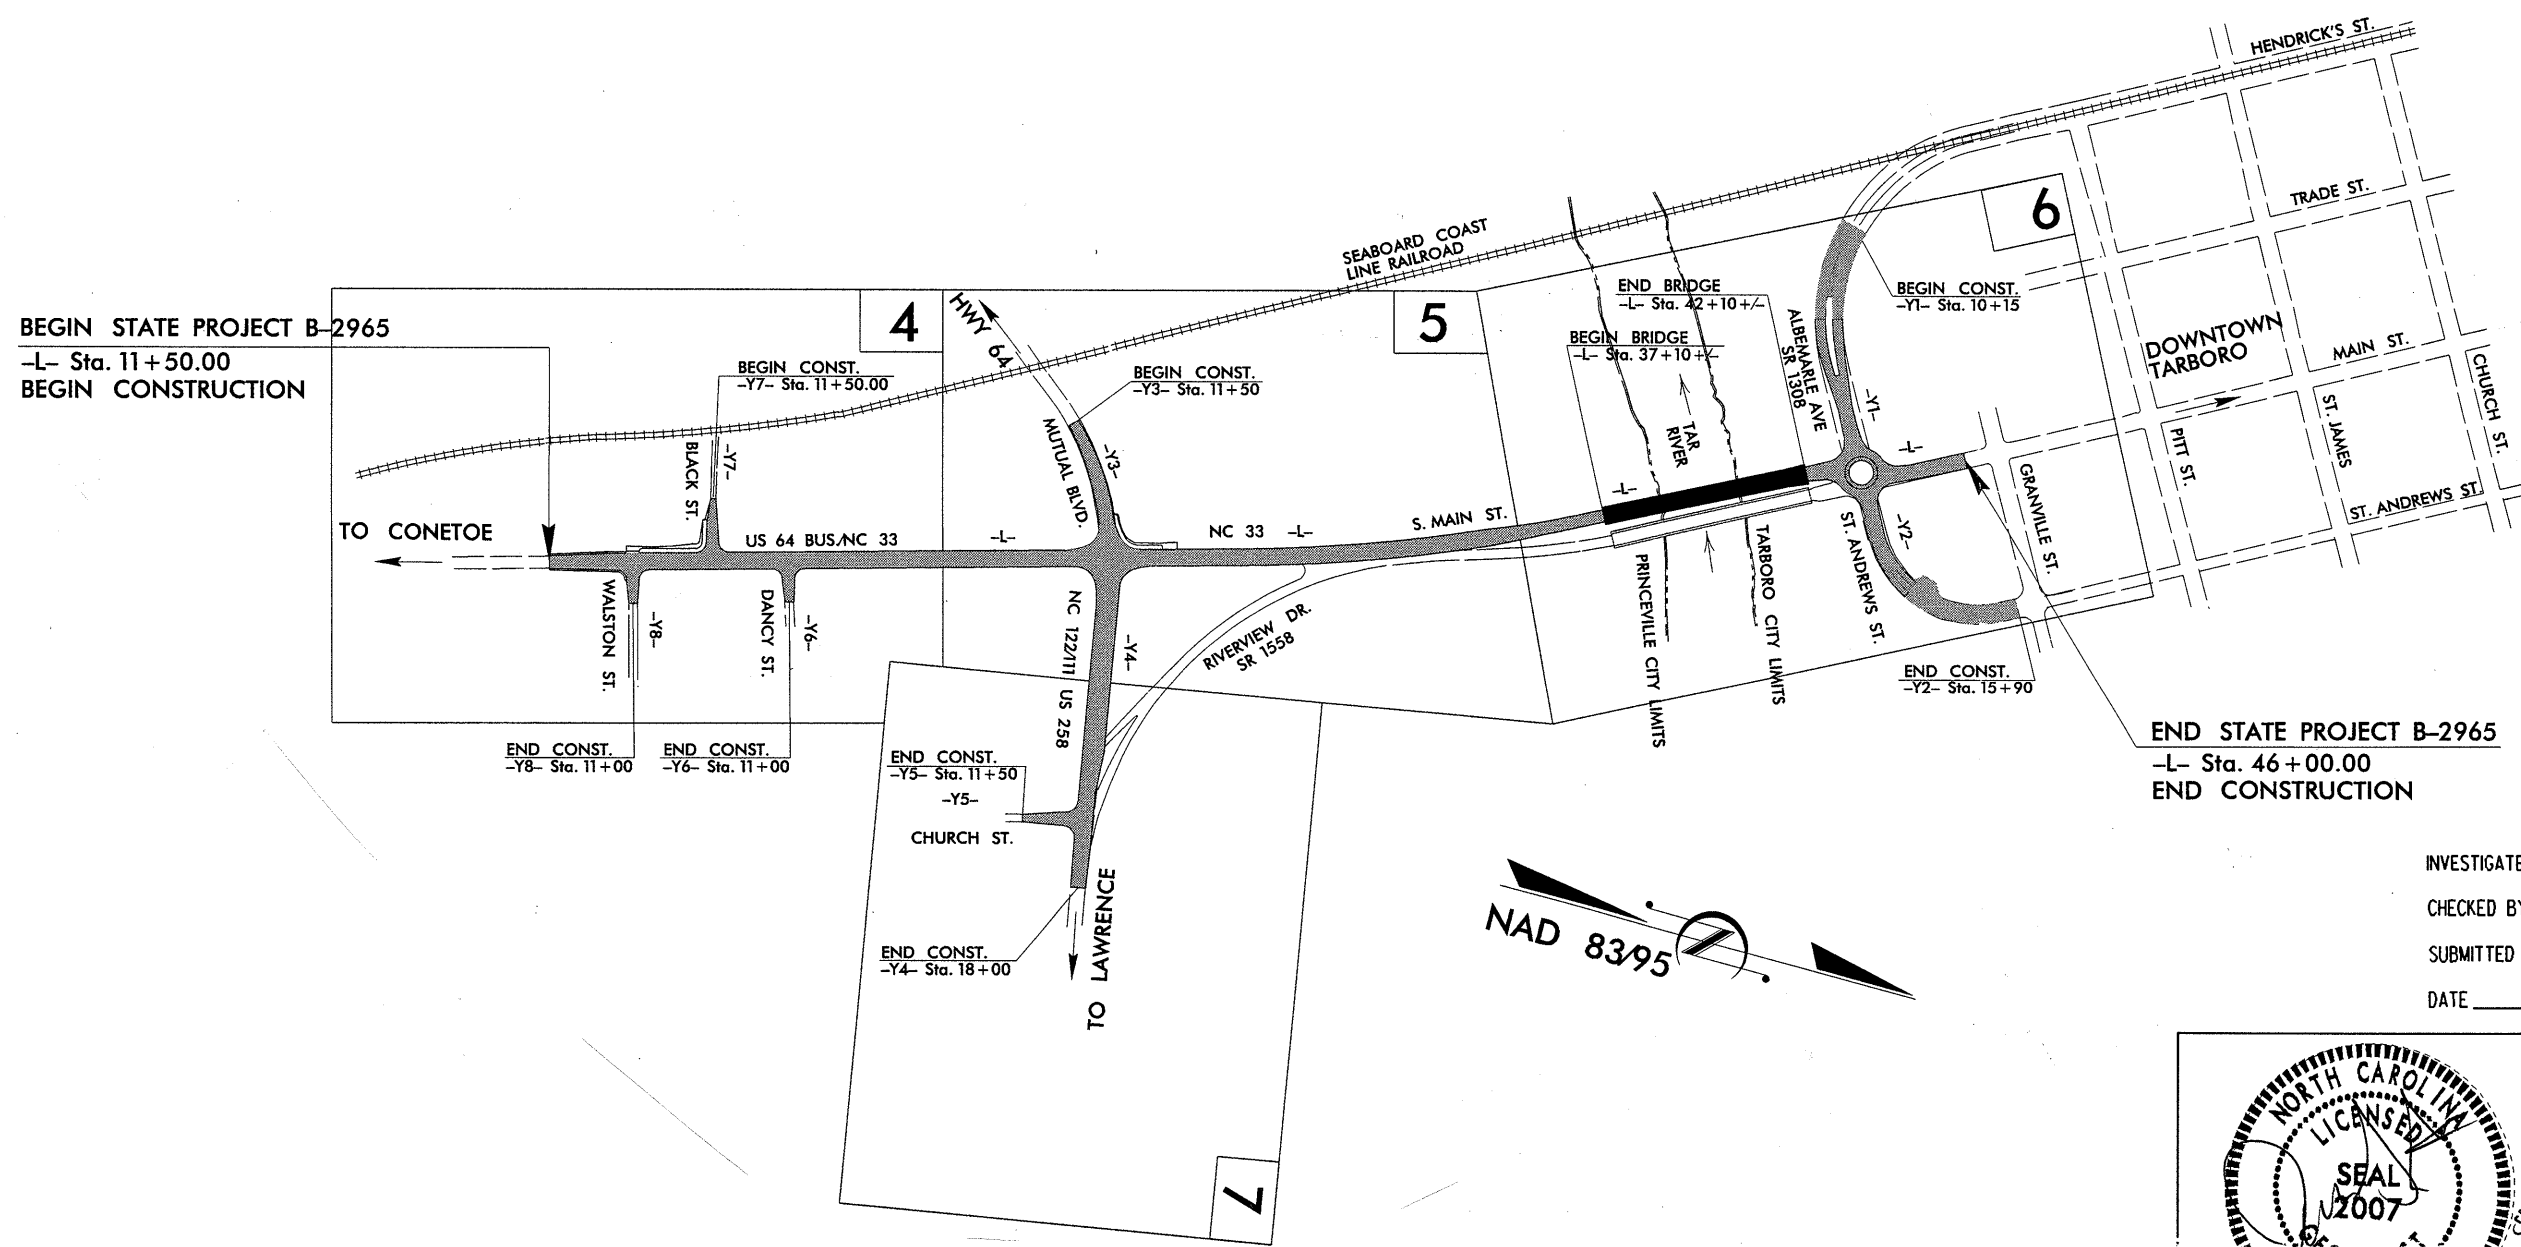 HENDRICK'S ST.
TRADE ST.
6
SEABOARD COAST
LINE RAILROAD
END BRIDGE
-L- Sta. 42+10 +/-
BEGIN CONST.
-Y1- Sta. 10+15
BEGIN STATE PROJECT B-2965
-L- Sta. 11+50.00
BEGIN CONSTRUCTION
4
HWY 64
5
BEGIN BRIDGE
-L- Sta. 37+10 +/-
ALBEMARLE AVE
SR 1308
DOWNTOWN
TARBORO
MAIN ST.
CHURCH ST.
BEGIN CONST.
-Y7- Sta. 11+50.00
BEGIN CONST.
-Y3- Sta. 11+50
-Y1-
ST. JAMES
PITT ST.
TAR
RIVER
BLACK ST.
-Y7-
MUTUAL BLVD.
-Y3-
-L-
-L-
GRANVILLE ST.
ST. ANDREWS ST.
TO CONETOE
US 64 BUS/NC 33
-L-
NC 33
-L-
S. MAIN ST.
ST. ANDREWS ST.
-Y2-
WALSTON ST.
-Y8-
DANCY ST.
-Y6-
NC 122/111 US 258
-Y4-
RIVERVIEW DR.
SR 1558
PRINCEVILLE CITY LIMITS
TARBORO CITY LIMITS
END CONST.
-Y2- Sta. 15+90
END CONST.
-Y8- Sta. 11+00
END CONST.
-Y6- Sta. 11+00
END CONST.
-Y5- Sta. 11+50
-Y5-
CHURCH ST.
END STATE PROJECT B-2965
-L- Sta. 46+00.00
END CONSTRUCTION
END CONST.
-Y4- Sta. 18+00
TO LAWRENCE
NAD 83/95
INVESTIGATE
CHECKED B
SUBMITTED
DATE
7
NORTH CAROLINA
LICENSED
SEAL
2007